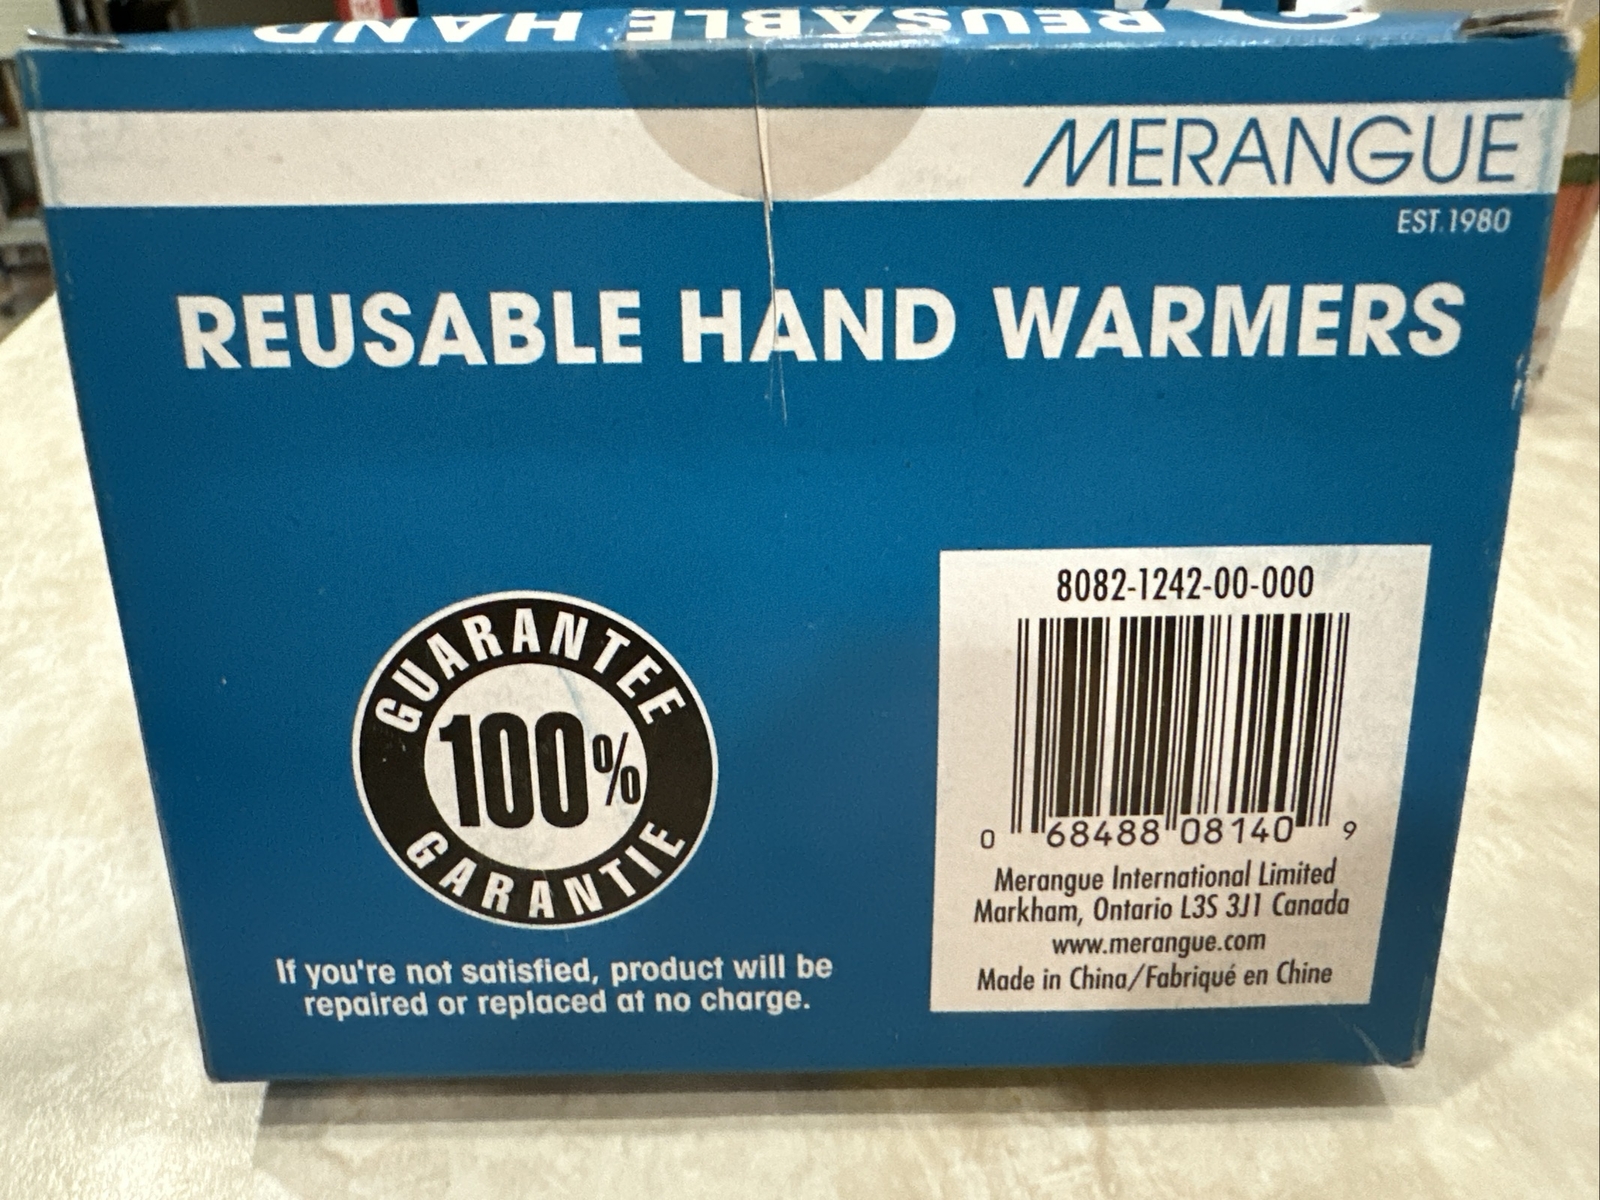 REUSABLE HAND
MERANGUE
EST.1980
REUSABLE HAND WARMERS
GUARANTEE
100%
GARANTIE
If you're not satisfied, product will be
repaired or replaced at no charge.
8082-1242-00-000
0 68488 08140 9
Merangue International Limited
Markham, Ontario L3S 3J1 Canada
www.merangue.com
Made in China/Fabriqué en Chine